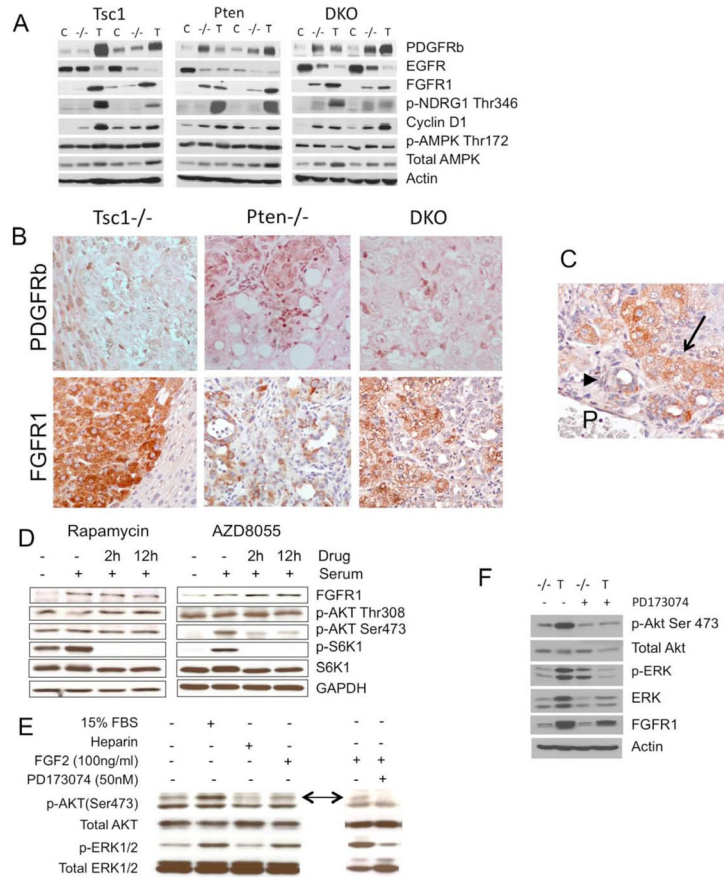 A
Tsc1 Pten DKO
C -/- T C -/- T C -/- T C -/- T C -/- T C -/- T
PDGFRb
EGFR
FGFR1
p-NDRG1 Thr346
Cyclin D1
p-AMPK Thr172
Total AMPK
Actin
B
Tsc1-/- Pten-/- DKO
PDGFRb
FGFR1
C
P
D
Rapamycin AZD8055
- - 2h 12h - - 2h 12h Drug
- + + + - + + + Serum
FGFR1
p-AKT Thr308
p-AKT Ser473
p-S6K1
S6K1
GAPDH
E
15% FBS - + - - - -
Heparin - - + - - -
FGF2 (100ng/ml) - - - + + +
PD173074 (50nM) - - - - - +
p-AKT(Ser473)
Total AKT
p-ERK1/2
Total ERK1/2
F
-/- T -/- T
- - + + PD173074
p-Akt Ser 473
Total Akt
p-ERK
ERK
FGFR1
Actin